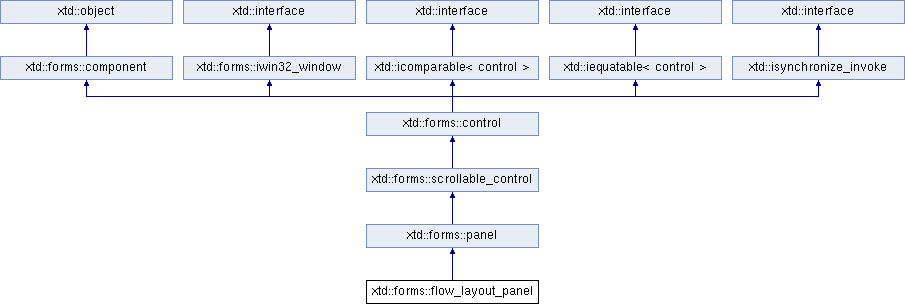 xtd::object
xtd::interface
xtd::interface
xtd::interface
xtd::interface
xtd::forms::component
xtd::forms::iwin32_window
xtd::icomparable< control >
xtd::iequatable< control >
xtd::isynchronize_invoke
xtd::forms::control
xtd::forms::scrollable_control
xtd::forms::panel
xtd::forms::flow_layout_panel